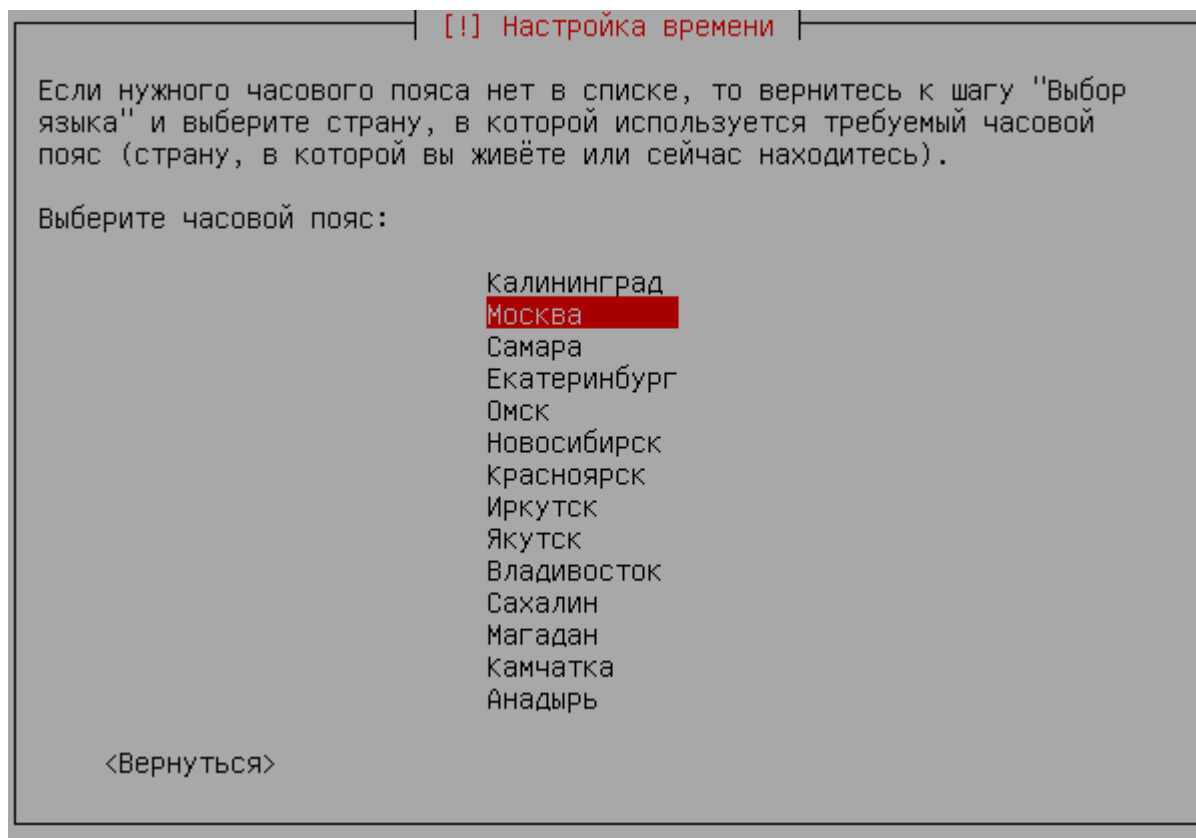 [!] Настройка времени
Если нужного часового пояса нет в списке, то вернитесь к шагу "Выбор
языка" и выберите страну, в которой используется требуемый часовой
пояс (страну, в которой вы живёте или сейчас находитесь).
Выберите часовой пояс:
Калининград
Москва
Самара
Екатеринбург
Омск
Новосибирск
Красноярск
Иркутск
Якутск
Владивосток
Сахалин
Магадан
Камчатка
Анадырь
<Вернуться>